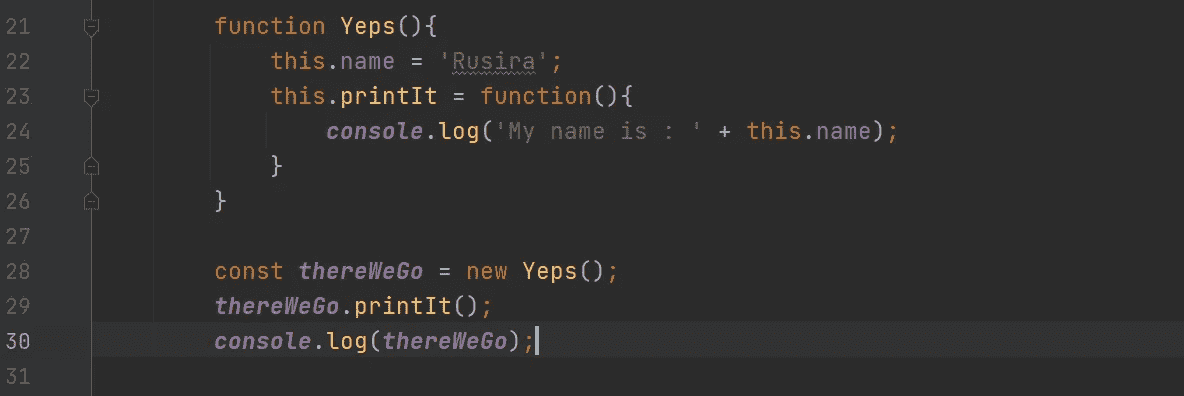 21 function Yeps(){
22 this.name = 'Rusira';
23 this.printIt = function(){
24 console.log('My name is : ' + this.name);
25 }
26 }
27
28 const thereWeGo = new Yeps();
29 thereWeGo.printIt();
30 console.log(thereWeGo);
31